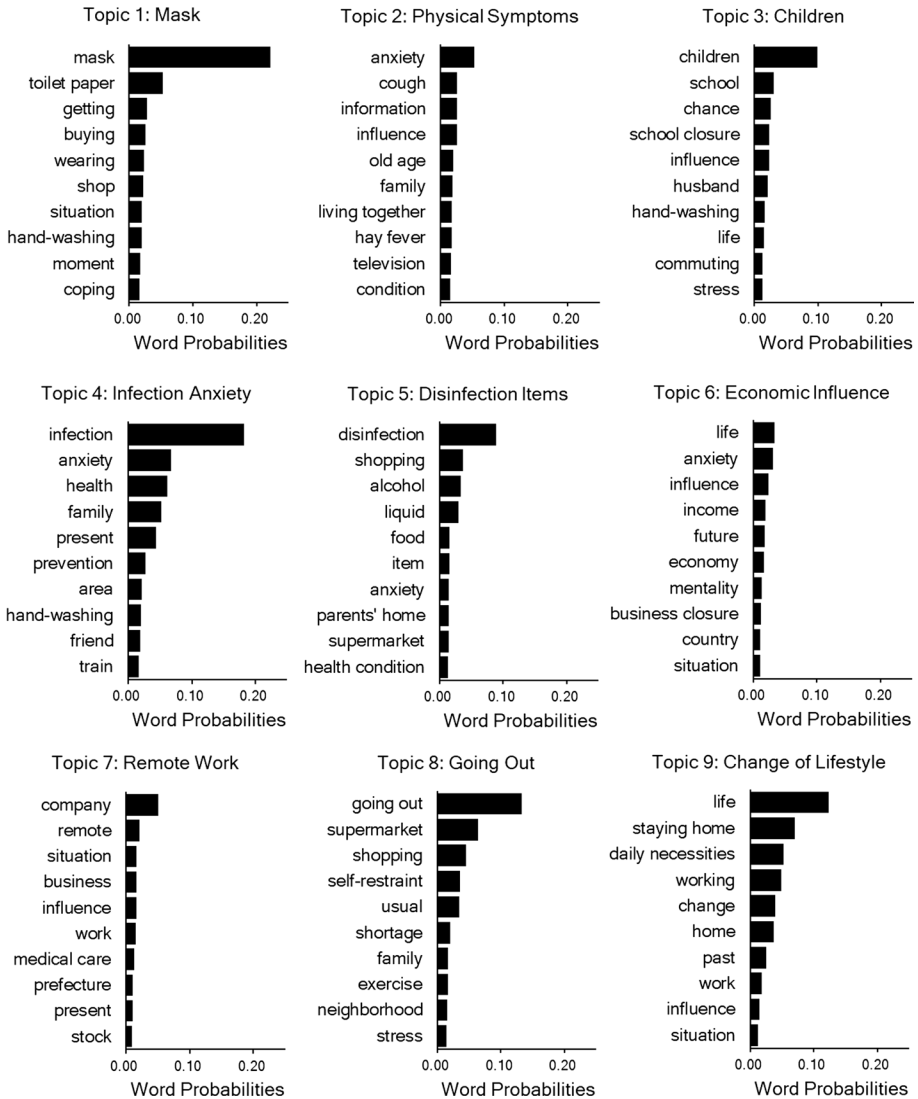 Topic 1: Mask
mask
toilet paper
getting
buying
wearing
shop
situation
hand-washing
moment
coping
0.00 0.10 0.20
Word Probabilities
Topic 2: Physical Symptoms
anxiety
cough
information
influence
old age
family
living together
hay fever
television
condition
0.00 0.10 0.20
Word Probabilities
Topic 3: Children
children
school
chance
school closure
influence
husband
hand-washing
life
commuting
stress
0.00 0.10 0.20
Word Probabilities
Topic 4: Infection Anxiety
infection
anxiety
health
family
present
prevention
area
hand-washing
friend
train
0.00 0.10 0.20
Word Probabilities
Topic 5: Disinfection Items
disinfection
shopping
alcohol
liquid
food
item
anxiety
parents' home
supermarket
health condition
0.00 0.10 0.20
Word Probabilities
Topic 6: Economic Influence
life
anxiety
influence
income
future
economy
mentality
business closure
country
situation
0.00 0.10 0.20
Word Probabilities
Topic 7: Remote Work
company
remote
situation
business
influence
work
medical care
prefecture
present
stock
0.00 0.10 0.20
Word Probabilities
Topic 8: Going Out
going out
supermarket
shopping
self-restraint
usual
shortage
family
exercise
neighborhood
stress
0.00 0.10 0.20
Word Probabilities
Topic 9: Change of Lifestyle
life
staying home
daily necessities
working
change
home
past
work
influence
situation
0.00 0.10 0.20
Word Probabilities